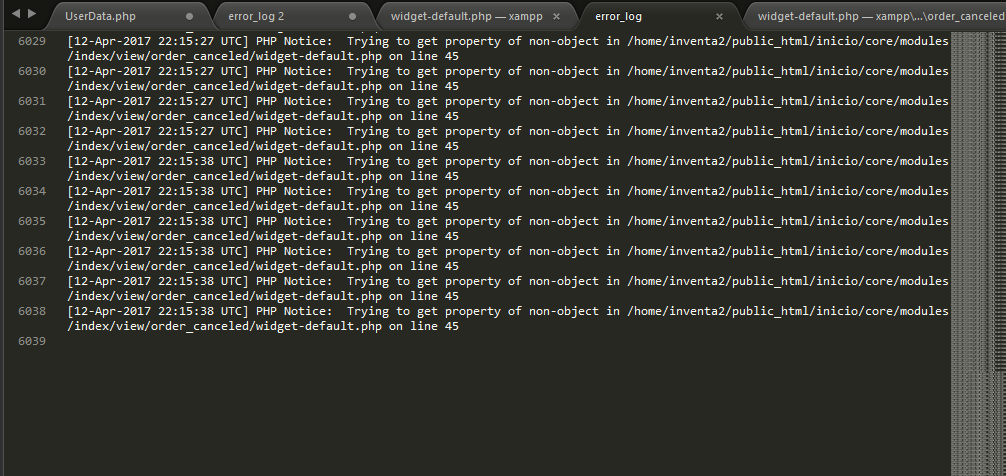 UserData.php
error_log 2
widget-default.php — xampp
error_log
widget-default.php — xampp\...\order_canceled
6029 [12-Apr-2017 22:15:27 UTC] PHP Notice:  Trying to get property of non-object in /home/inventa2/public_html/inicio/core/modules
/index/view/order_canceled/widget-default.php on line 45
6030 [12-Apr-2017 22:15:27 UTC] PHP Notice:  Trying to get property of non-object in /home/inventa2/public_html/inicio/core/modules
/index/view/order_canceled/widget-default.php on line 45
6031 [12-Apr-2017 22:15:27 UTC] PHP Notice:  Trying to get property of non-object in /home/inventa2/public_html/inicio/core/modules
/index/view/order_canceled/widget-default.php on line 45
6032 [12-Apr-2017 22:15:27 UTC] PHP Notice:  Trying to get property of non-object in /home/inventa2/public_html/inicio/core/modules
/index/view/order_canceled/widget-default.php on line 45
6033 [12-Apr-2017 22:15:38 UTC] PHP Notice:  Trying to get property of non-object in /home/inventa2/public_html/inicio/core/modules
/index/view/order_canceled/widget-default.php on line 45
6034 [12-Apr-2017 22:15:38 UTC] PHP Notice:  Trying to get property of non-object in /home/inventa2/public_html/inicio/core/modules
/index/view/order_canceled/widget-default.php on line 45
6035 [12-Apr-2017 22:15:38 UTC] PHP Notice:  Trying to get property of non-object in /home/inventa2/public_html/inicio/core/modules
/index/view/order_canceled/widget-default.php on line 45
6036 [12-Apr-2017 22:15:38 UTC] PHP Notice:  Trying to get property of non-object in /home/inventa2/public_html/inicio/core/modules
/index/view/order_canceled/widget-default.php on line 45
6037 [12-Apr-2017 22:15:38 UTC] PHP Notice:  Trying to get property of non-object in /home/inventa2/public_html/inicio/core/modules
/index/view/order_canceled/widget-default.php on line 45
6038 [12-Apr-2017 22:15:38 UTC] PHP Notice:  Trying to get property of non-object in /home/inventa2/public_html/inicio/core/modules
/index/view/order_canceled/widget-default.php on line 45
6039